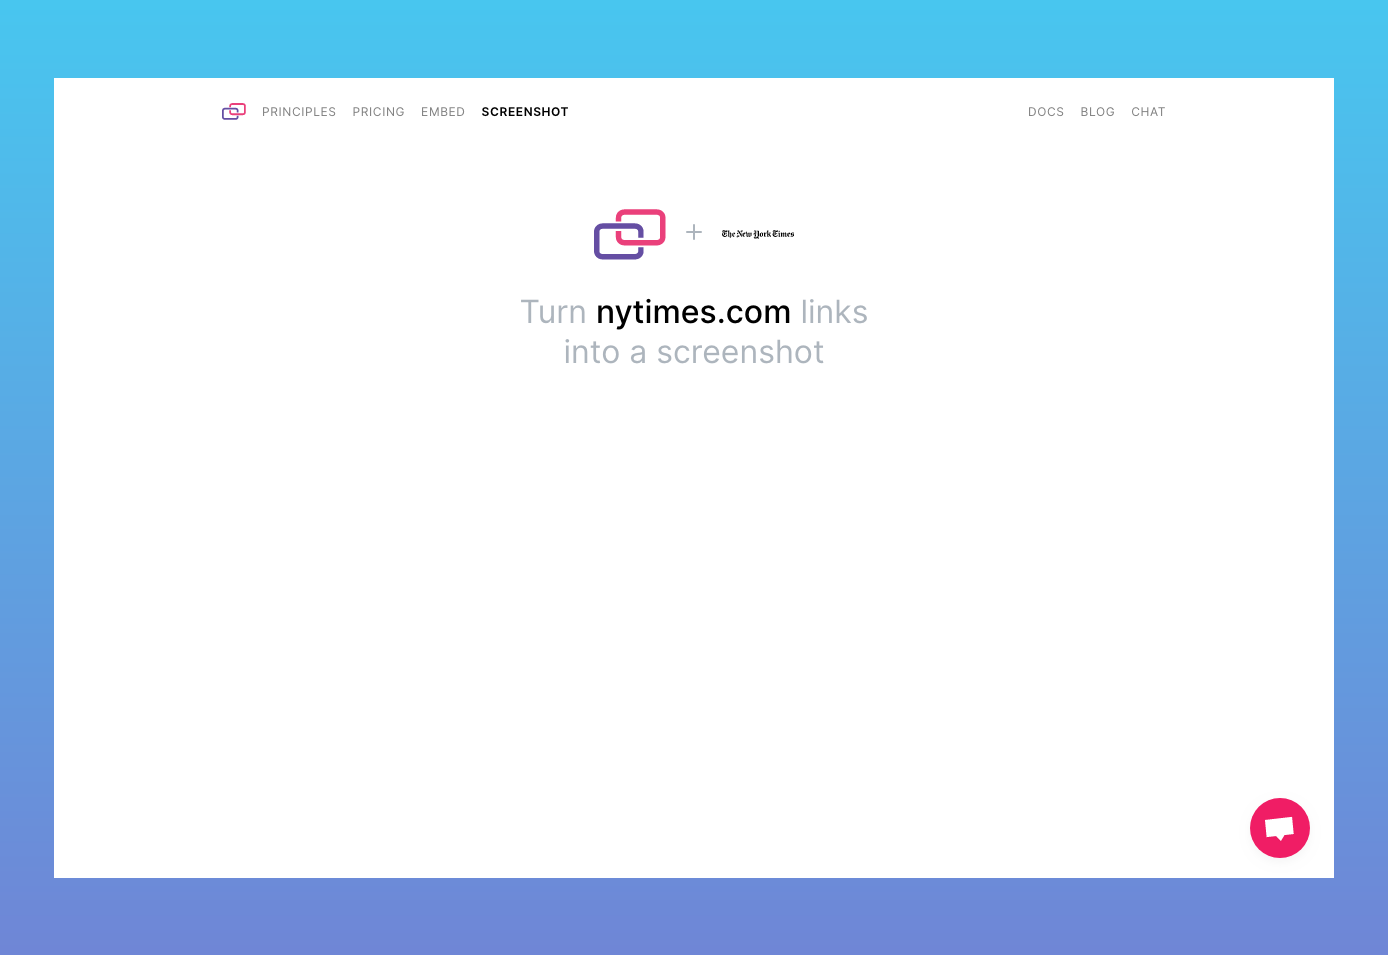 PRINCIPLES PRICING EMBED SCREENSHOT DOCS BLOG CHAT
The New York Times
Turn nytimes.com links
into a screenshot